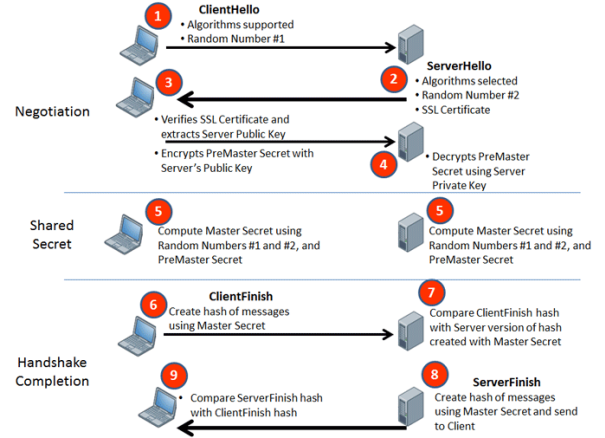 1
ClientHello
• Algorithms supported
• Random Number #1
2
ServerHello
• Algorithms selected
• Random Number #2
• SSL Certificate
Negotiation
3
• Verifies SSL Certificate and
extracts Server Public Key
• Encrypts PreMaster Secret with
Server's Public Key
4
• Decrypts PreMaster
Secret using Server
Private Key
Shared
Secret
5
Compute Master Secret using
Random Numbers #1 and #2, and
PreMaster Secret
5
Compute Master Secret using
Random Numbers #1 and #2, and
PreMaster Secret
Handshake
Completion
6
ClientFinish
Create hash of messages
using Master Secret
7
Compare ClientFinish hash
with Server version of hash
created with Master Secret
8
ServerFinish
Create hash of messages
using Master Secret and send
to Client
9
• Compare ServerFinish hash
with ClientFinish hash